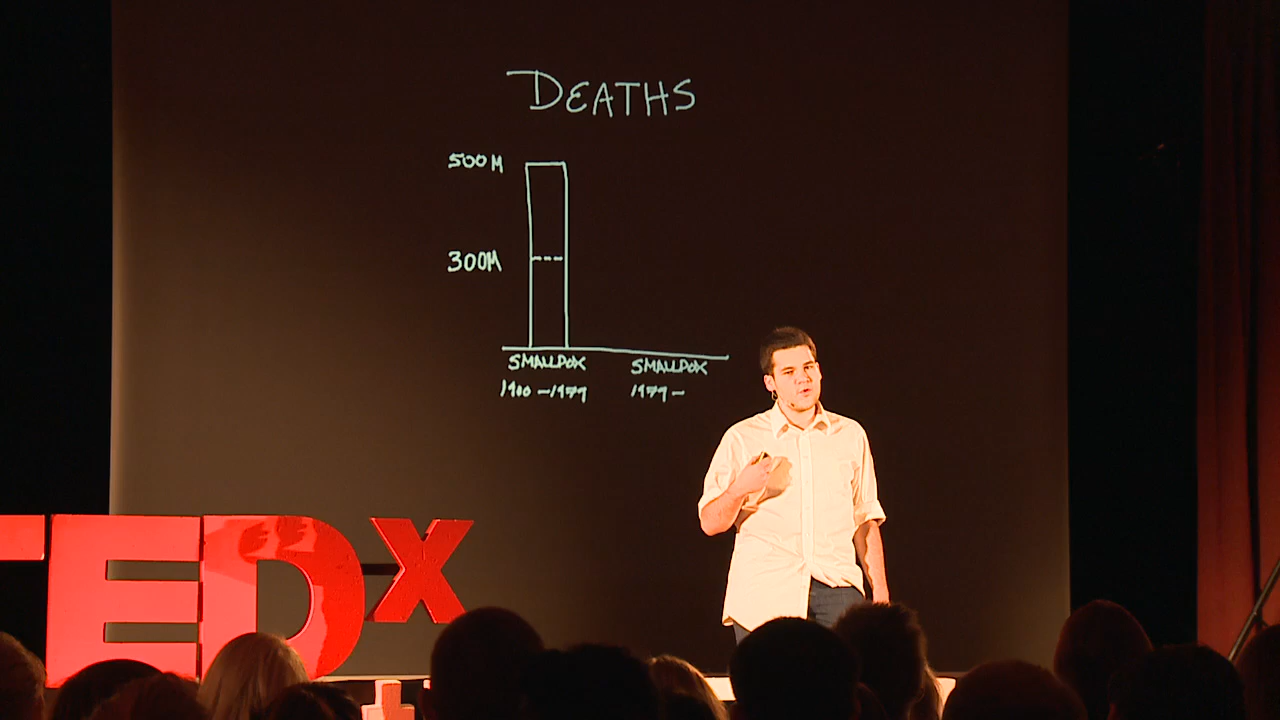 DEATHS
500M
300M
SMALLPOX SMALLPOX
1900-1979 1979-
TEDx